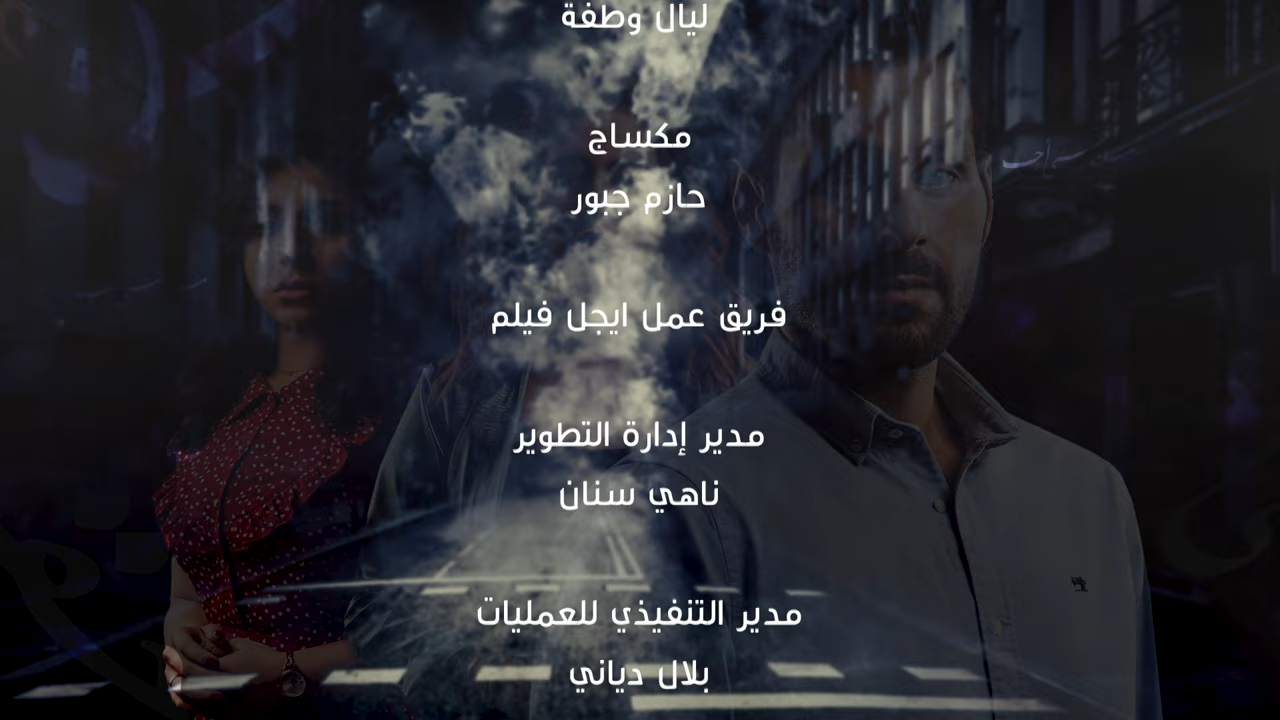 ليال وطفة
مكساج
حازم جبور
فريق عمل ايجل فيلم
مدير إدارة التطوير
ناهي سنان
مدير التنفيذي للعمليات
بلال دياني